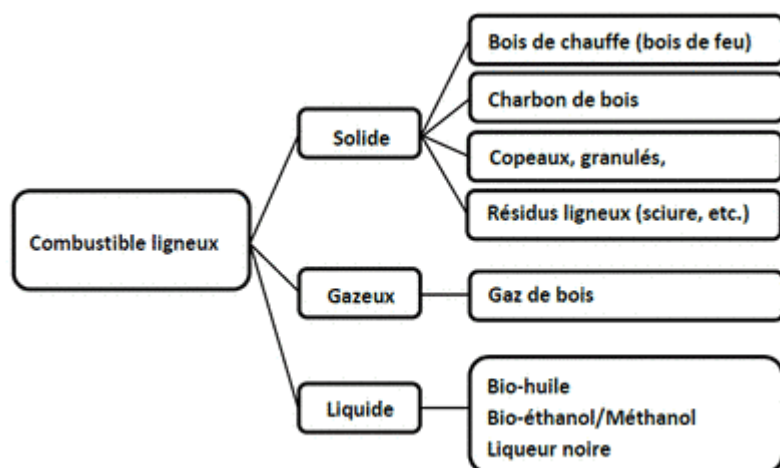 Combustible ligneux
Solide
Bois de chauffe (bois de feu)
Charbon de bois
Copeaux, granulés,
Résidus ligneux (sciure, etc.)
Gazeux
Gaz de bois
Liquide
Bio-huile
Bio-éthanol/Méthanol
Liqueur noire